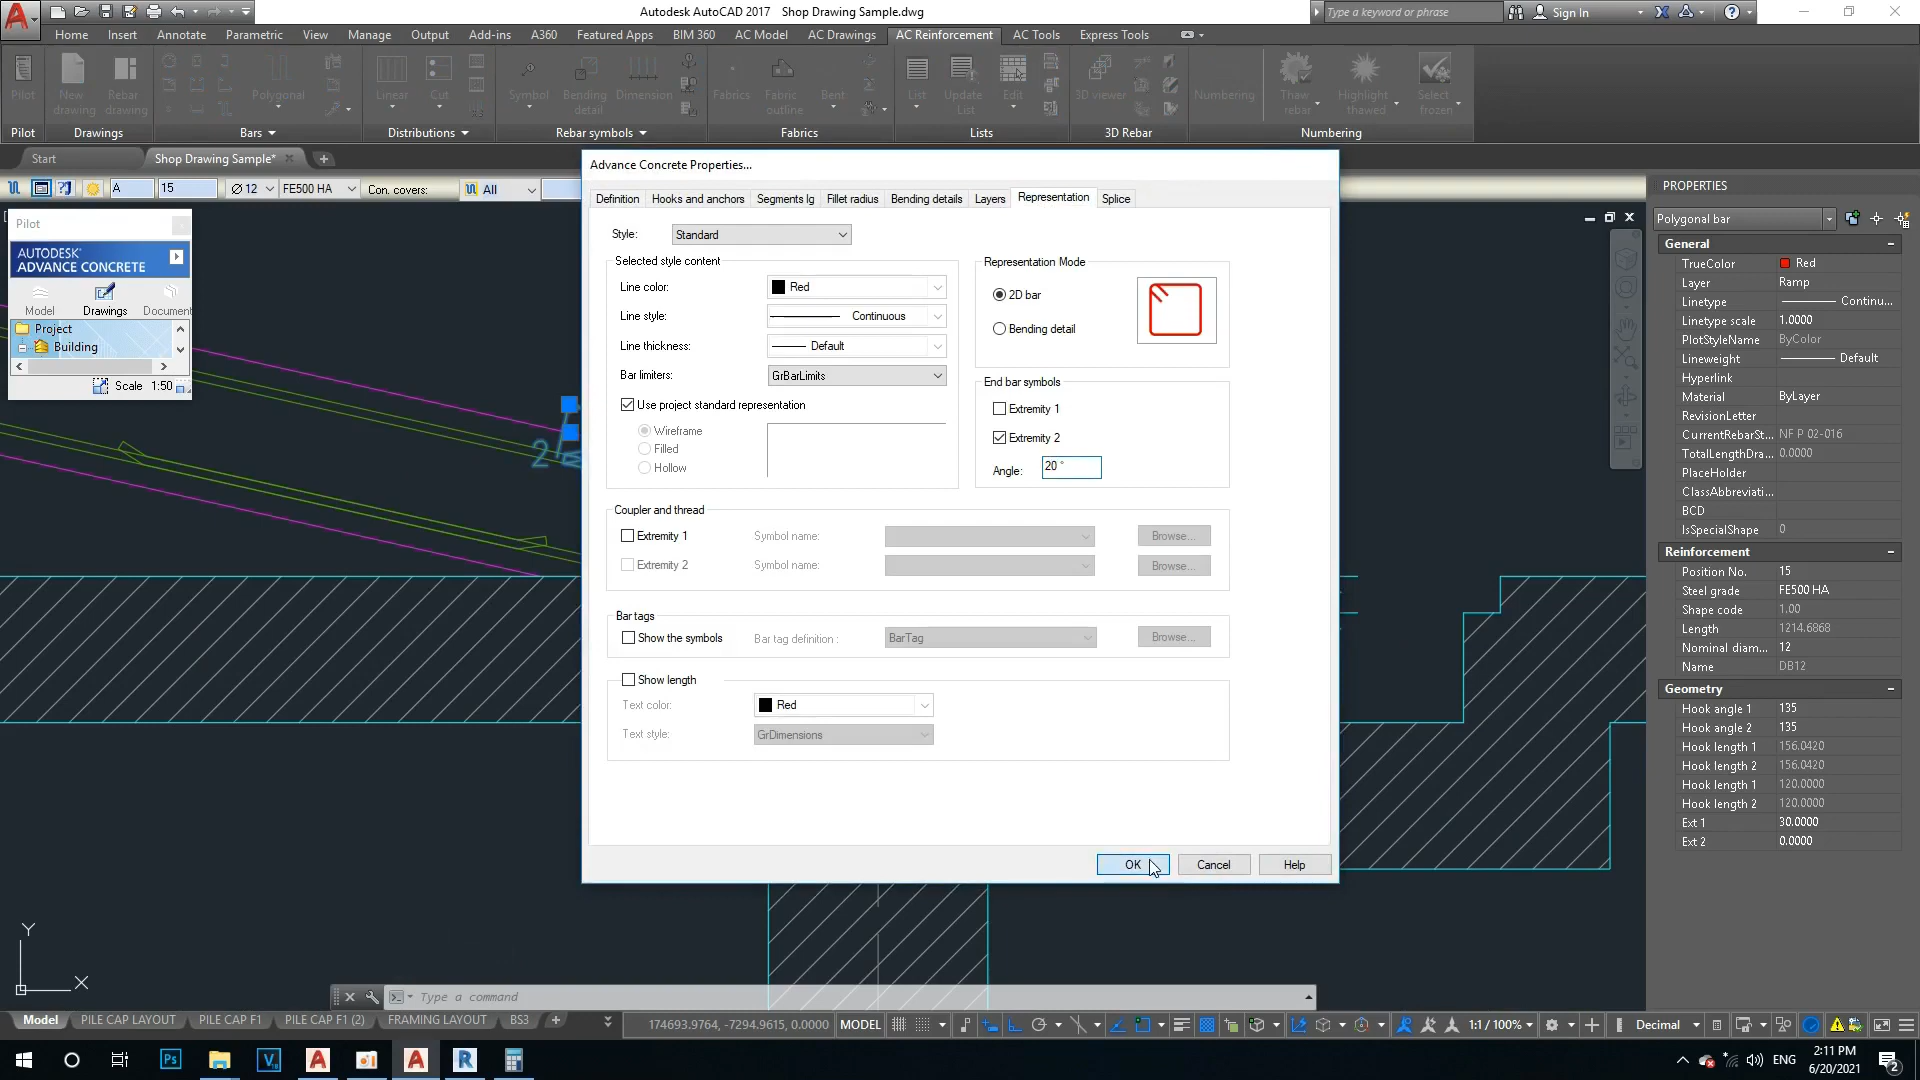 Autodesk AutoCAD 2017   Shop Drawing Sample.dwg
Type a keyword or phrase
Sign In
Home Insert Annotate Parametric View Manage Output Add-ins A360 Featured Apps BIM 360 AC Model AC Drawings AC Reinforcement AC Tools Express Tools
Pilot New drawing Rebar drawing Polygonal Linear Cut Symbol Bending detail Dimension Fabrics Fabric outline Bent List Update List Edit 3D viewer Numbering Thaw rebar Highlight thawed Select frozen
Pilot Drawings Bars Distributions Rebar symbols Fabrics Lists 3D Rebar Numbering
Start Shop Drawing Sample*
A 15 Ø 12 FE500 HA Con. covers: All
Pilot
AUTODESK®
ADVANCE CONCRETE
Model Drawings Document
Project
Building
Scale 1:50
2
Advance Concrete Properties...
Definition Hooks and anchors Segments lg Fillet radius Bending details Layers Representation Splice
Style: Standard
Selected style content
Line color: Red
Line style: Continuous
Line thickness: Default
Bar limiters: GrBarLimits
Use project standard representation
Wireframe
Filled
Hollow
Representation Mode
2D bar
Bending detail
End bar symbols
Extremity 1
Extremity 2
Angle: 20 °
Coupler and thread
Extremity 1 Symbol name: Browse...
Extremity 2 Symbol name: Browse...
Bar tags
Show the symbols Bar tag definition : BarTag Browse...
Show length
Text color: Red
Text style: GrDimensions
OK Cancel Help
PROPERTIES
Polygonal bar
General
TrueColor Red
Layer Ramp
Linetype Continu...
Linetype scale 1.0000
PlotStyleName ByColor
Lineweight Default
Hyperlink
Material ByLayer
RevisionLetter
CurrentRebarSt... NF P 02-016
TotalLengthDra... 0.0000
PlaceHolder
ClassAbbreviati...
BCD
IsSpecialShape 0
Reinforcement
Position No. 15
Steel grade FE500 HA
Shape code 1.00
Length 1214.6868
Nominal diam... 12
Name DB12
Geometry
Hook angle 1 135
Hook angle 2 135
Hook length 1 156.0420
Hook length 2 156.0420
Hook length 1 120.0000
Hook length 2 120.0000
Ext 1 30.0000
Ext 2 0.0000
Y
X
Type a command
Model PILE CAP LAYOUT PILE CAP F1 PILE CAP F1 (2) FRAMING LAYOUT BS3
174693.9764, -7294.9615, 0.0000 MODEL 1:1 / 100% Decimal
Ps V A A R
ENG
2:11 PM
6/20/2021
2